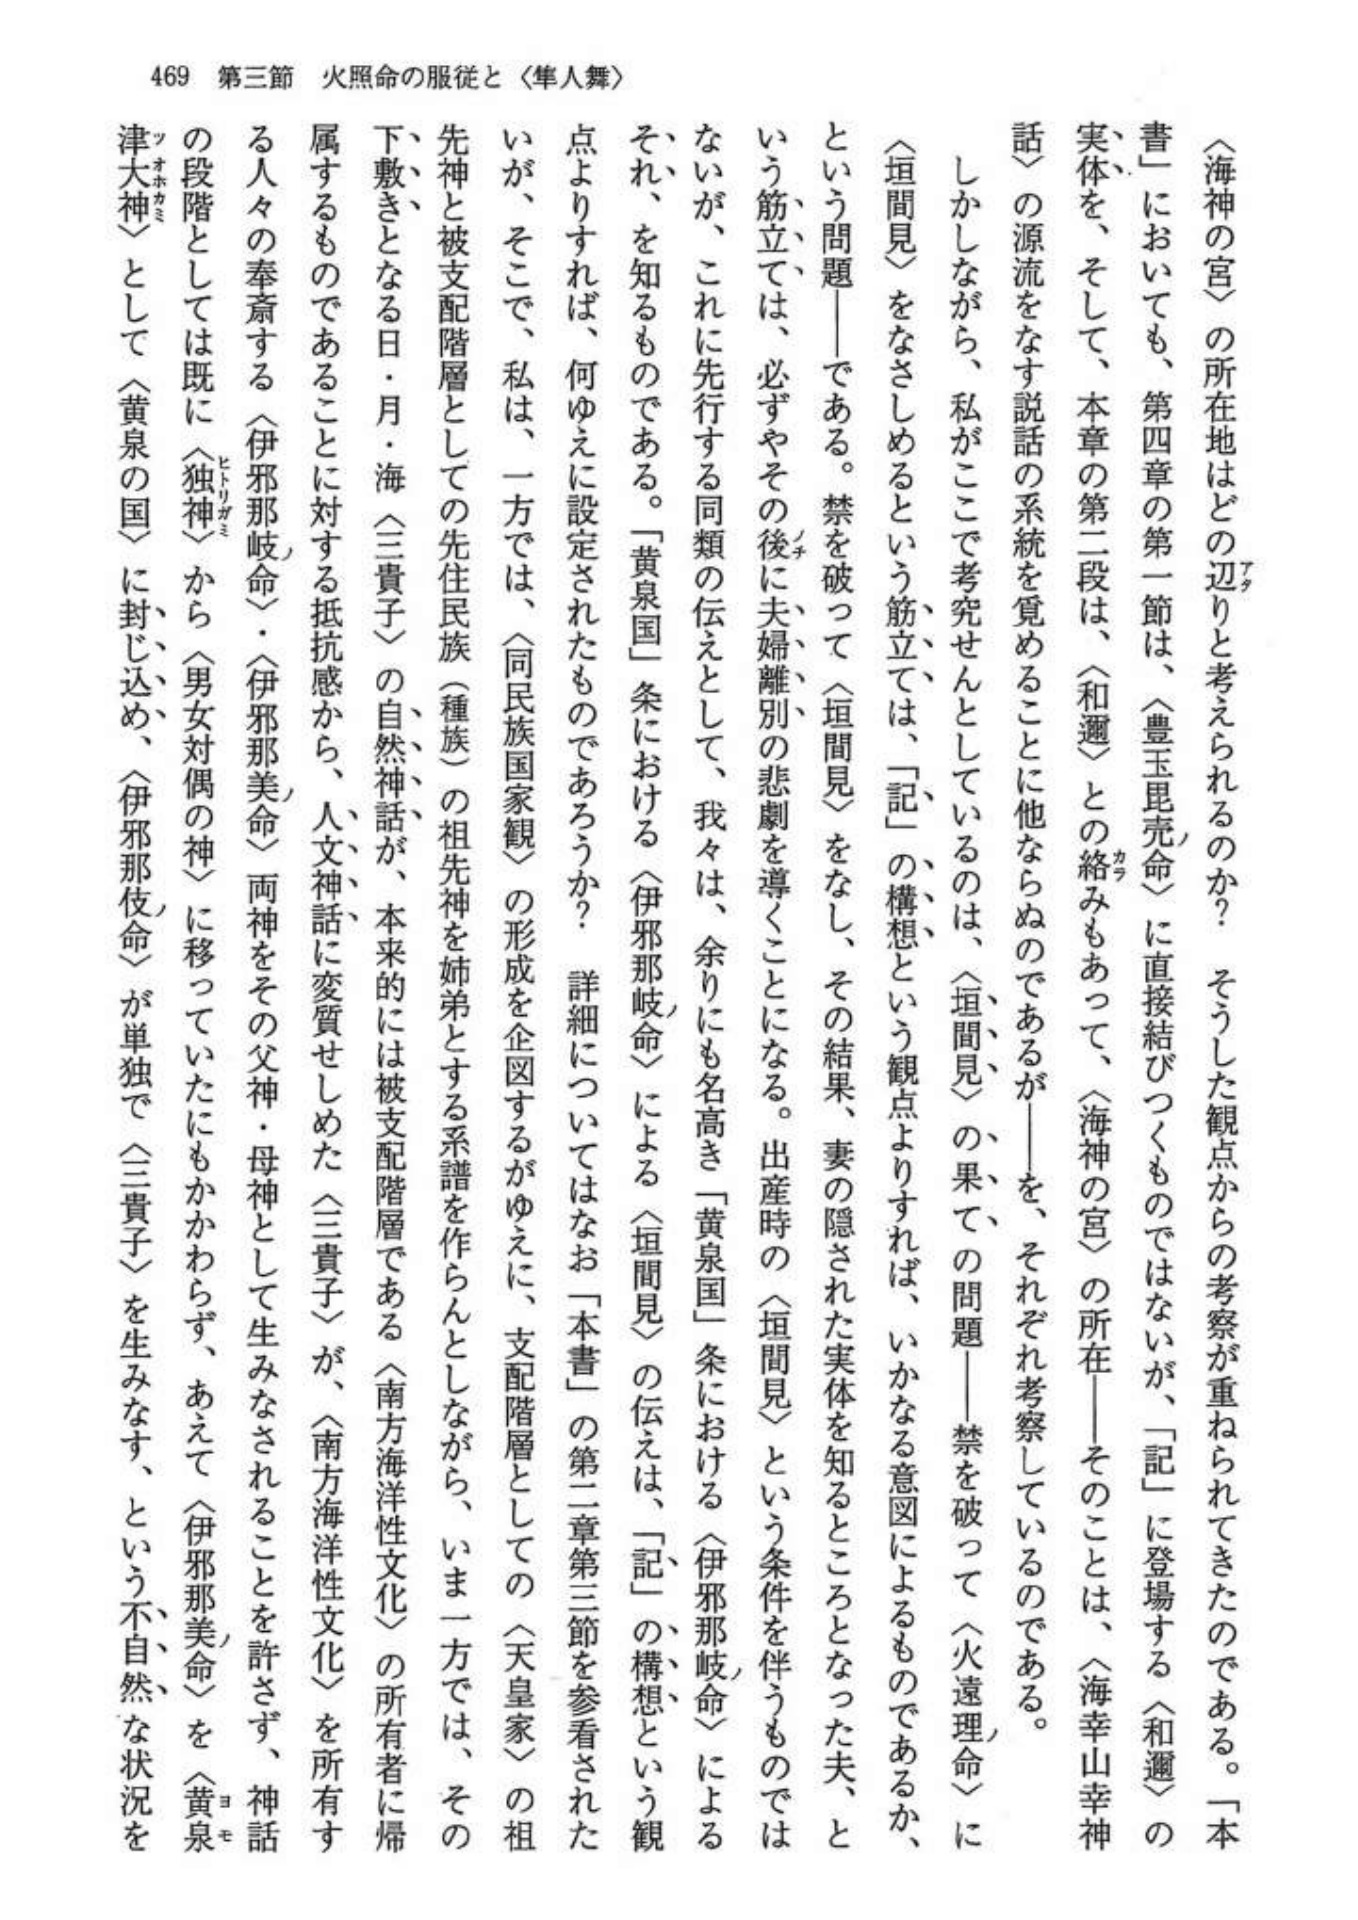 469　第三節　火照命の服従と〈隼人舞〉
〈海神の宮〉の所在地はどの辺りと考えられるのか？　そうした観点からの考察が重ねられてきたのである。「本
書」においても、第四章の第一節は、〈豊玉毘売ノ命〉に直接結びつくものではないが、「記」に登場する〈和邇〉の
実体を、そして、本章の第二段は、〈和邇〉との絡みもあって、〈海神の宮〉の所在――そのことは、〈海幸山幸神
話〉の源流をなす説話の系統を覓めることに他ならぬのであるが――を、それぞれ考察しているのである。
　しかしながら、私がここで考究せんとしているのは、〈垣間見〉の果ての問題――禁を破って〈火遠理ノ命〉に
〈垣間見〉をなさしめるという筋立ては、「記」の構想という観点よりすれば、いかなる意図によるものであるか、
という問題――である。禁を破って〈垣間見〉をなし、その結果、妻の隠された実体を知るところとなった夫、と
いう筋立ては、必ずやその後に夫婦離別の悲劇を導くことになる。出産時の〈垣間見〉という条件を伴うものでは
ないが、これに先行する同類の伝えとして、我々は、余りにも名高き「黄泉国」条における〈伊邪那岐ノ命〉による
それ、を知るものである。「黄泉国」条における〈伊邪那岐ノ命〉による〈垣間見〉の伝えは、「記」の構想という観
点よりすれば、何ゆえに設定されたものであろうか？　詳細についてはなお「本書」の第二章第三節を参看された
いが、そこで、私は、一方では、〈同民族国家観〉の形成を企図するがゆえに、支配階層としての〈天皇家〉の祖
先神と被支配階層としての先住民族（種族）の祖先神を姉弟とする系譜を作らんとしながら、いま一方では、その
下敷きとなる日・月・海〈三貴子〉の自然神話が、本来的には被支配階層である〈南方海洋性文化〉の所有者に帰
属するものであることに対する抵抗感から、人文神話に変質せしめた〈三貴子〉が、〈南方海洋性文化〉を所有す
る人々の奉斎する〈伊邪那岐ノ命〉・〈伊邪那美ノ命〉両神をその父神・母神として生みなされることを許さず、神話
の段階としては既に〈独神〉から〈男女対偶の神〉に移っていたにもかかわらず、あえて〈伊邪那美ノ命〉を〈黄泉
津大神〉として〈黄泉の国〉に封じ込め、〈伊邪那伎ノ命〉が単独で〈三貴子〉を生みなす、という不自然な状況を